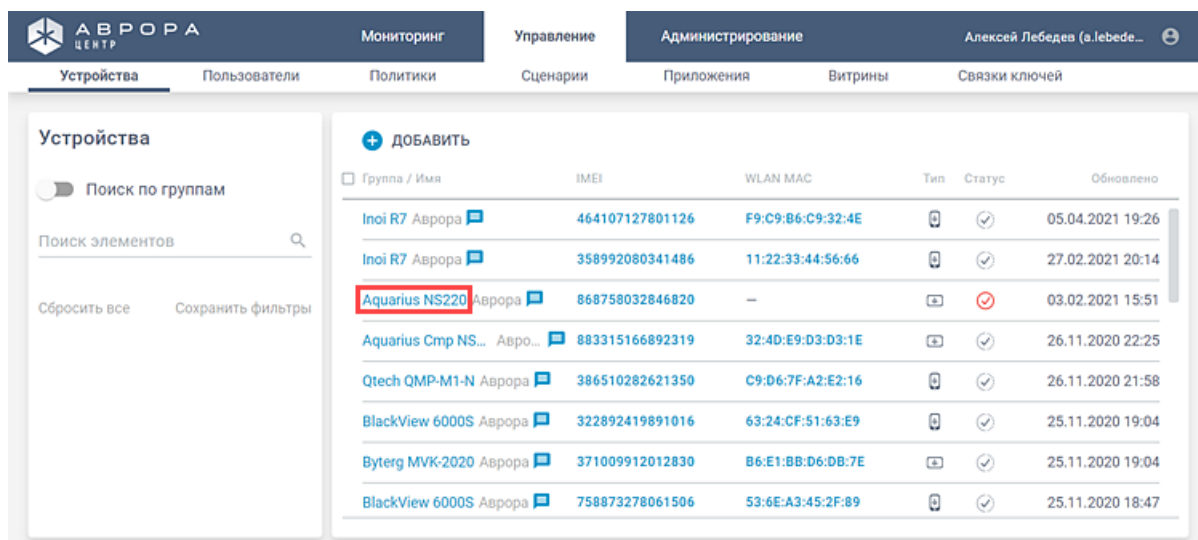 АВРОРА
ЦЕНТР
Мониторинг Управление Администрирование Алексей Лебедев (a.lebede...
Устройства Пользователи Политики Сценарии Приложения Витрины Связки ключей
Устройства
Поиск по группам
Поиск элементов
Сбросить все Сохранить фильтры
ДОБАВИТЬ
Группа / Имя IMEI WLAN MAC Тип Статус Обновлено
Inoi R7 Аврора 464107127801126 F9:C9:B6:C9:32:4E 05.04.2021 19:26
Inoi R7 Аврора 358992080341486 11:22:33:44:56:66 27.02.2021 20:14
Aquarius NS220 Аврора 868758032846820 — 03.02.2021 15:51
Aquarius Cmp NS... Авро... 883315166892319 32:4D:E9:D3:D3:1E 26.11.2020 22:25
Qtech QMP-M1-N Аврора 386510282621350 C9:D6:7F:A2:E2:16 26.11.2020 21:58
BlackView 6000S Аврора 322892419891016 63:24:CF:51:63:E9 25.11.2020 19:04
Byterg MVK-2020 Аврора 371009912012830 B6:E1:BB:D6:DB:7E 25.11.2020 19:04
BlackView 6000S Аврора 758873278061506 53:6E:A3:45:2F:89 25.11.2020 18:47